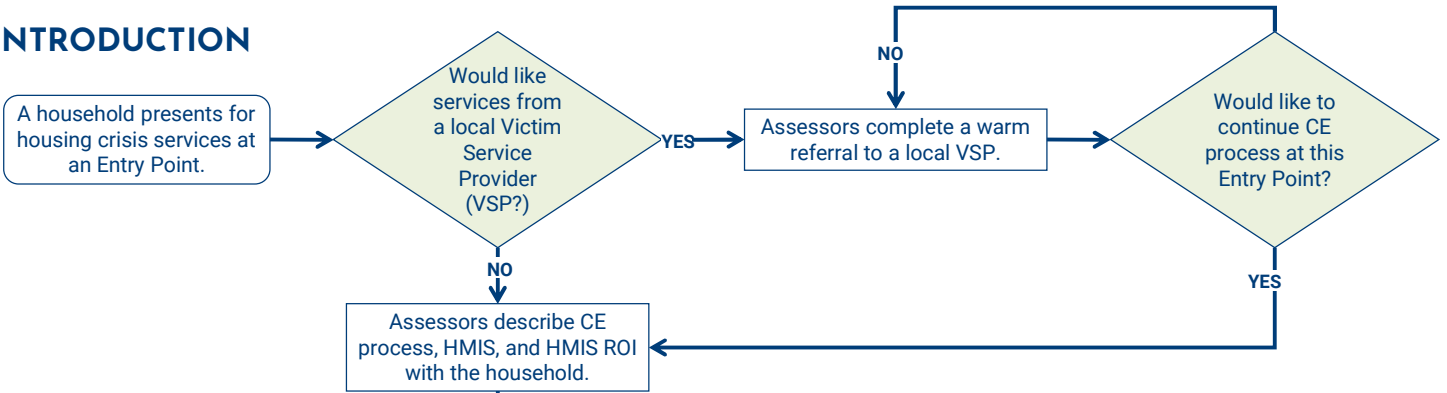 NTRODUCTION
A household presents for
housing crisis services at
an Entry Point.
Would like
services from
a local Victim
Service
Provider
(VSP?)
YES
Assessors complete a warm
referral to a local VSP.
NO
Would like to
continue CE
process at this
Entry Point?
YES
NO
Assessors describe CE
process, HMIS, and HMIS ROI
with the household.